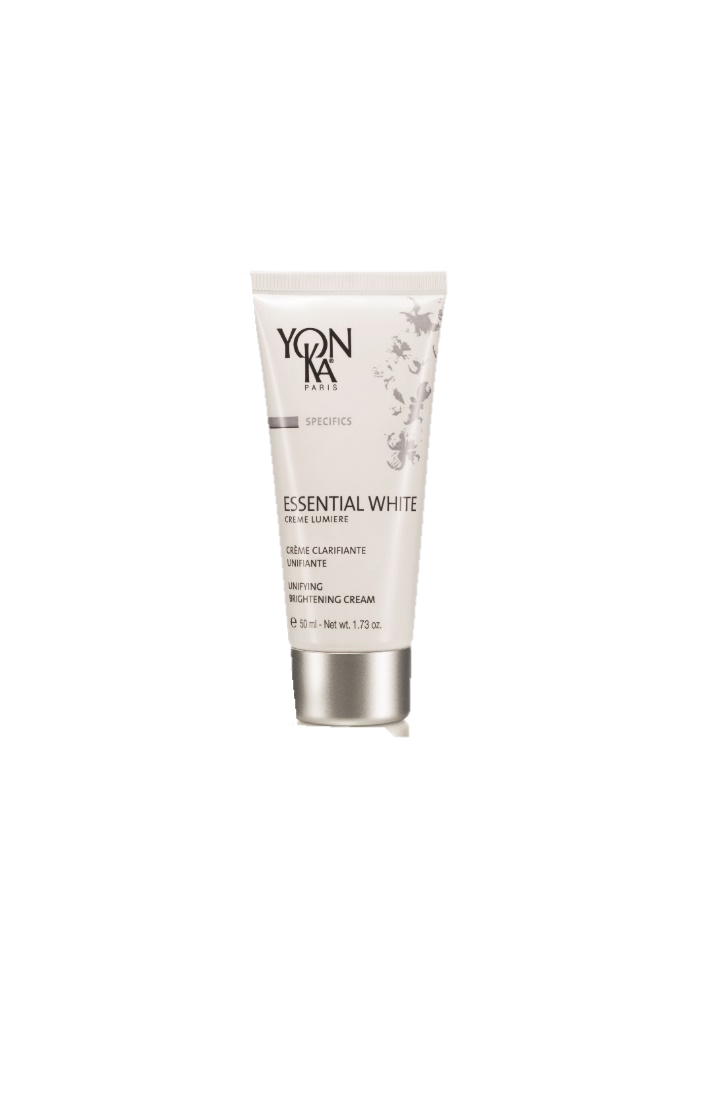 YON
KA®
PARIS
SPECIFICS
ESSENTIAL WHITE
CREME LUMIERE
CRÈME CLARIFIANTE
UNIFIANTE
UNIFYING
BRIGHTENING CREAM
℮ 50 ml - Net wt. 1.73 oz.